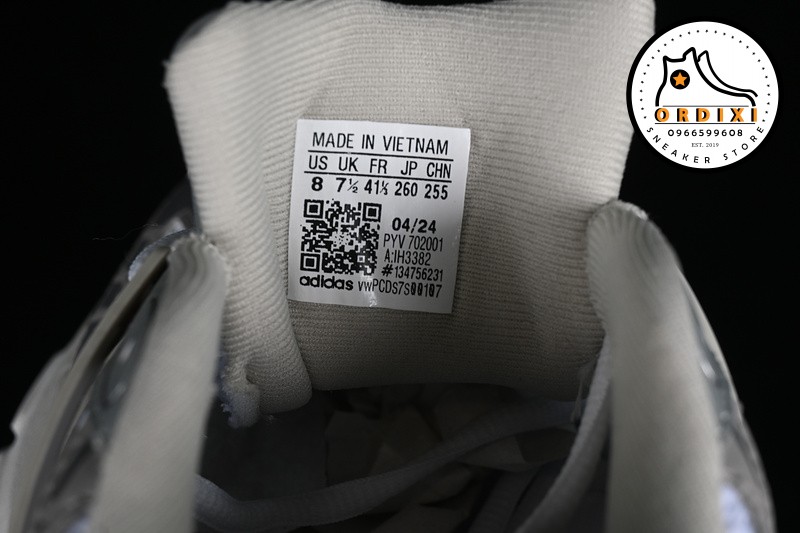 MADE IN VIETNAM
US UK FR JP CHN
8 7½ 41⅓ 260 255
04/24
PYV 702001
A:IH3382
#134756231
adidas vwPCDS7S00107
ORDIXI
0966599608
EST. 2019
SNEAKER STORE